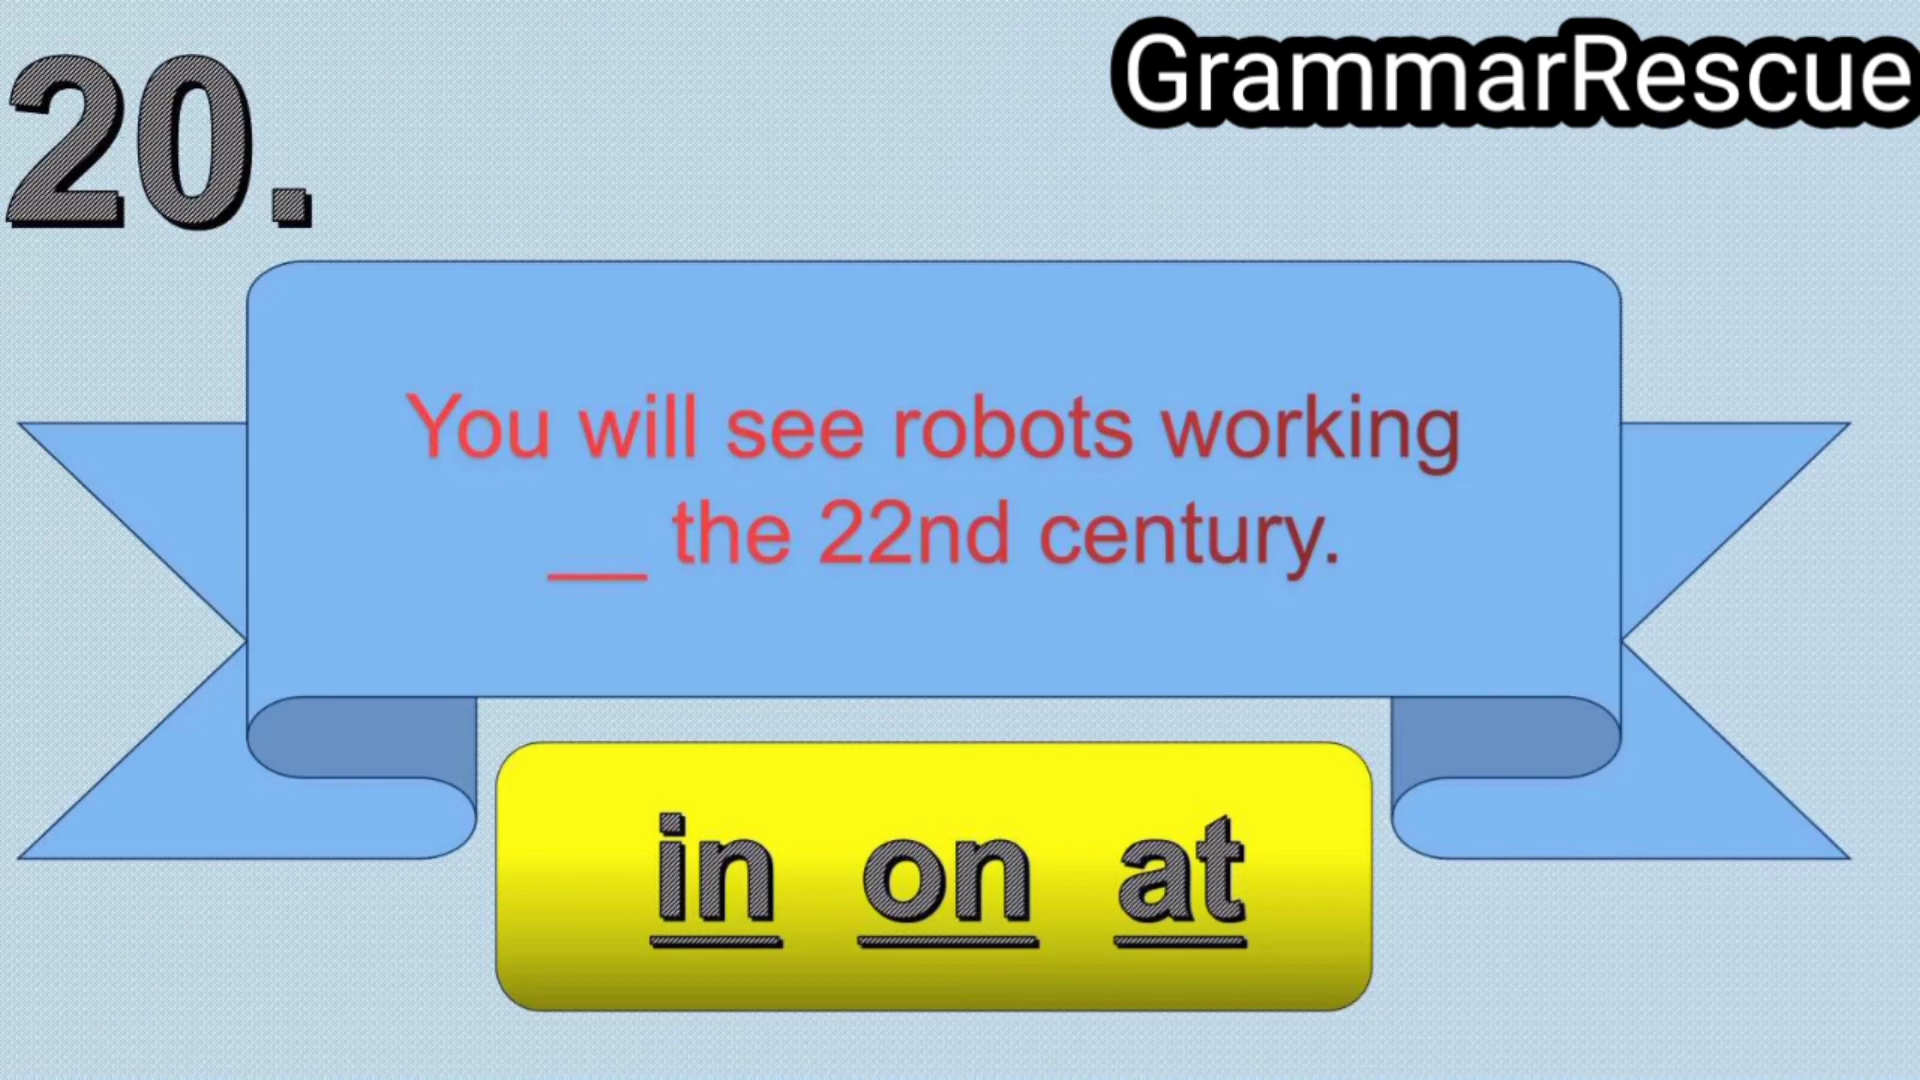 20.
GrammarRescue
You will see robots working
__ the 22nd century.
in on at